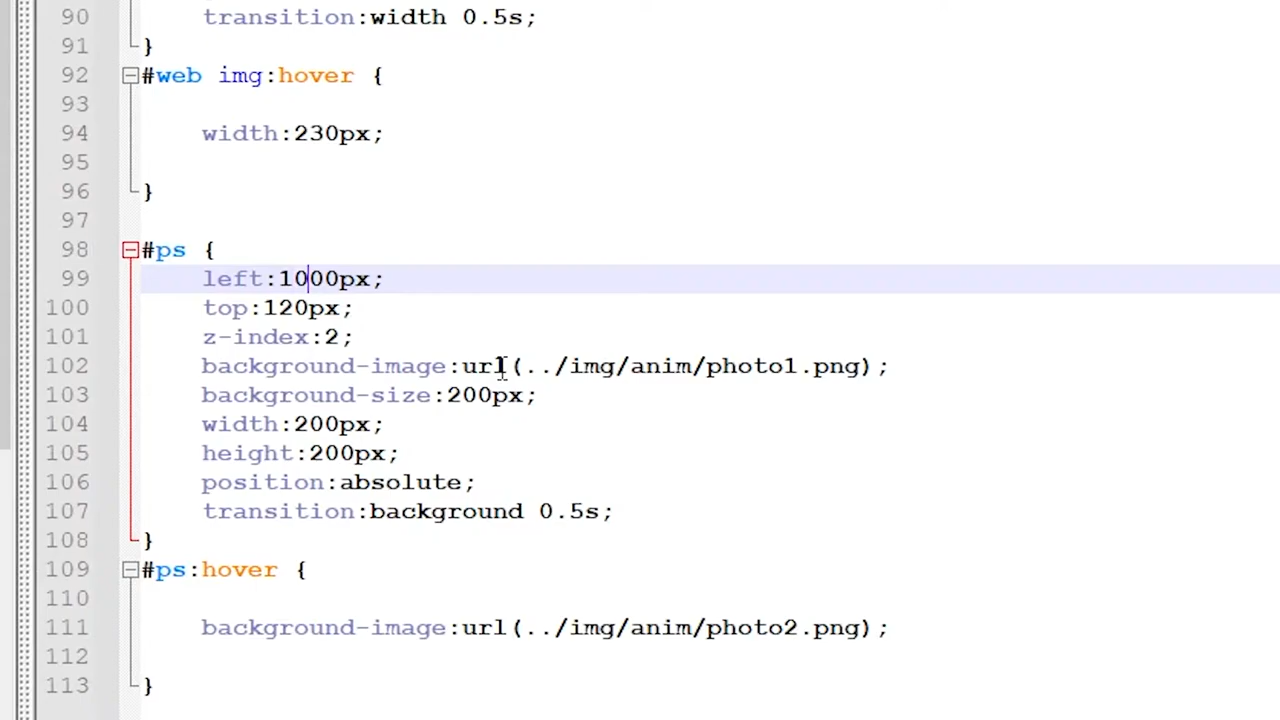 90 transition:width 0.5s;
91 }
92 #web img:hover {
93
94 width:230px;
95
96 }
97
98 #ps {
99 left:1000px;
100 top:120px;
101 z-index:2;
102 background-image:url(../img/anim/photo1.png);
103 background-size:200px;
104 width:200px;
105 height:200px;
106 position:absolute;
107 transition:background 0.5s;
108 }
109 #ps:hover {
110
111 background-image:url(../img/anim/photo2.png);
112
113 }